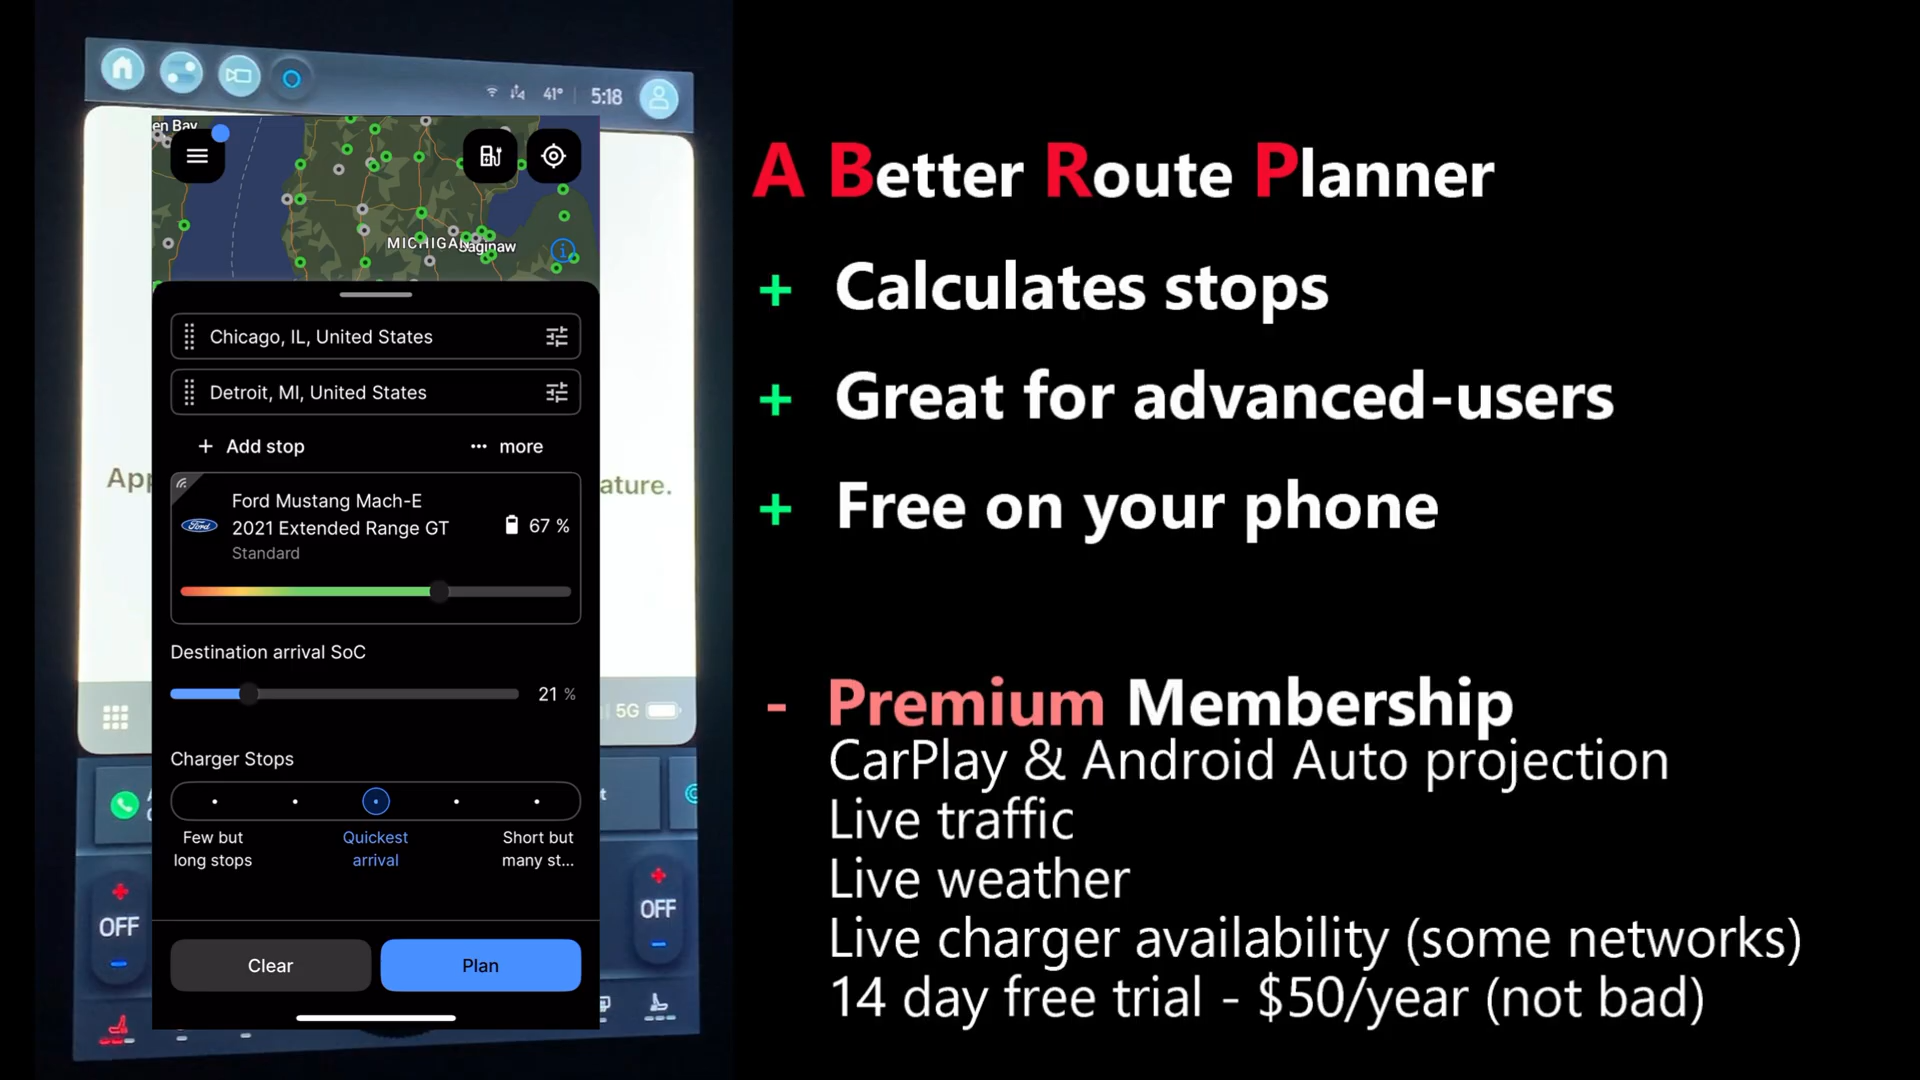 41°
5:18
en Bay
MICHIGA
Saginaw
Chicago, IL, United States
Detroit, MI, United States
+ Add stop
... more
App
ature.
Ford
Ford Mustang Mach-E
2021 Extended Range GT
67 %
Standard
Destination arrival SoC
21 %
5G
Charger Stops
Few but
long stops
Quickest
arrival
Short but
many st...
+
OFF
-
+
OFF
-
Clear
Plan
A Better Route Planner
+ Calculates stops
+ Great for advanced-users
+ Free on your phone
- Premium Membership
CarPlay & Android Auto projection
Live traffic
Live weather
Live charger availability (some networks)
14 day free trial - $50/year (not bad)